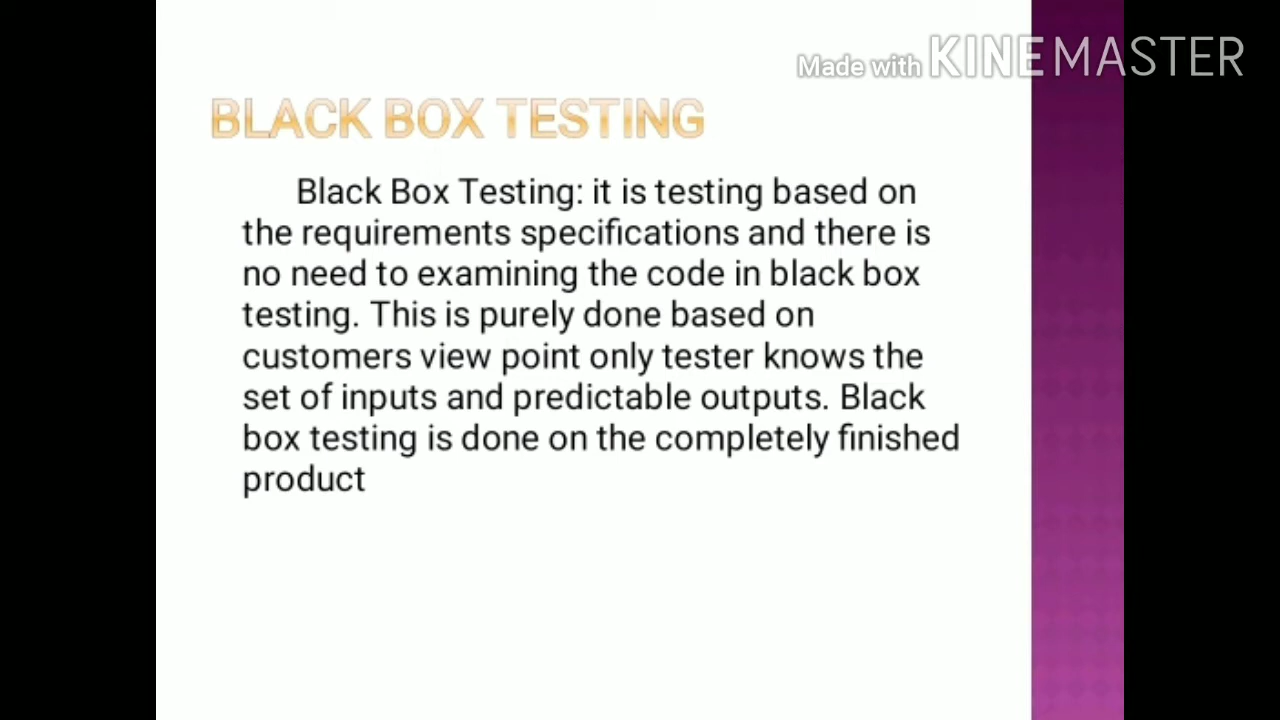 Made with KINEMASTER
BLACK BOX TESTING
Black Box Testing: it is testing based on
the requirements specifications and there is
no need to examining the code in black box
testing. This is purely done based on
customers view point only tester knows the
set of inputs and predictable outputs. Black
box testing is done on the completely finished
product